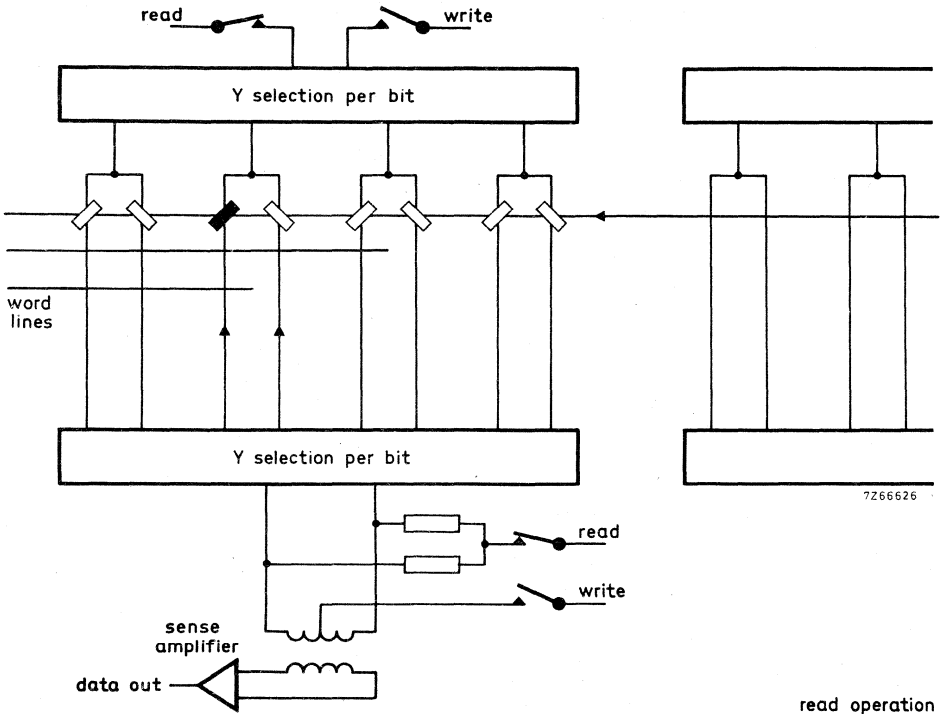 read
write
Y selection per bit
word
lines
Y selection per bit
7Z66626
read
write
sense
amplifier
data out
read operation